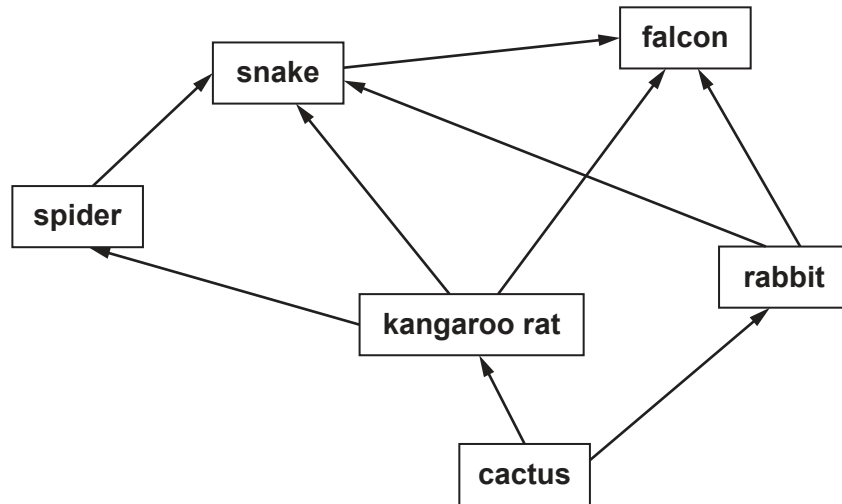 falcon
snake
spider
rabbit
kangaroo rat
cactus